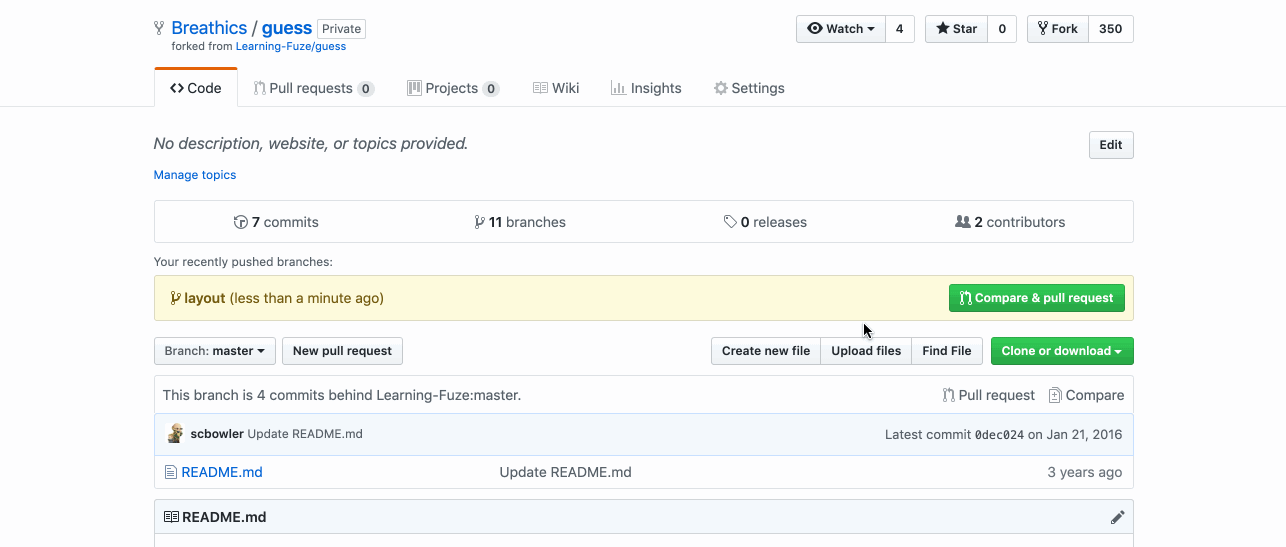 Breathics / guess Private Watch 4 Star 0 Fork 350
forked from Learning-Fuze/guess
Code Pull requests 0 Projects 0 Wiki Insights Settings
No description, website, or topics provided. Edit
Manage topics
7 commits 11 branches 0 releases 2 contributors
Your recently pushed branches:
layout (less than a minute ago) Compare & pull request
Branch: master New pull request Create new file Upload files Find File Clone or download
This branch is 4 commits behind Learning-Fuze:master. Pull request Compare
scbowler Update README.md Latest commit 0dec024 on Jan 21, 2016
README.md Update README.md 3 years ago
README.md